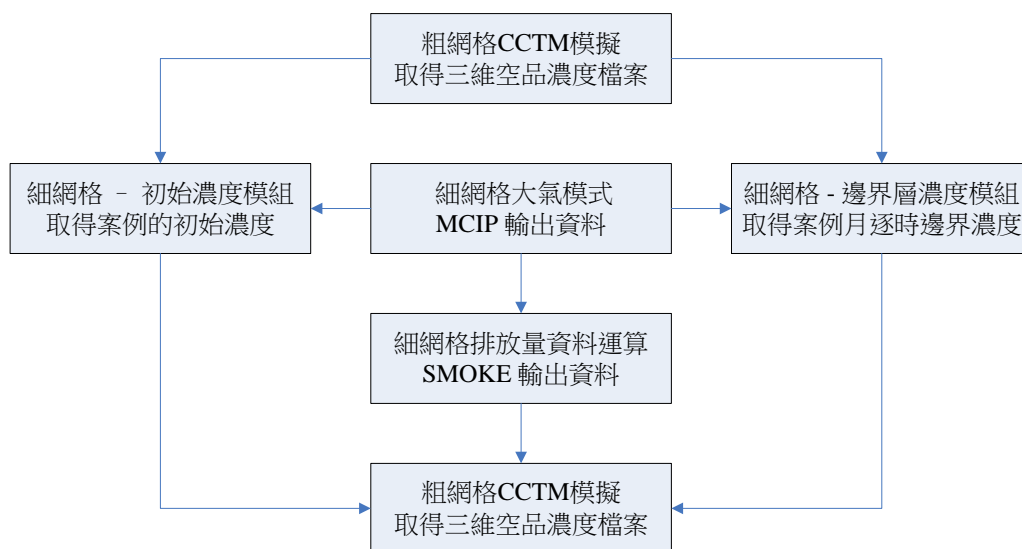 粗網格CCTM模擬
取得三維空品濃度檔案
細網格 - 初始濃度模組
取得案例的初始濃度
細網格大氣模式
MCIP 輸出資料
細網格 - 邊界層濃度模組
取得案例月逐時邊界濃度
細網格排放量資料運算
SMOKE 輸出資料
粗網格CCTM模擬
取得三維空品濃度檔案